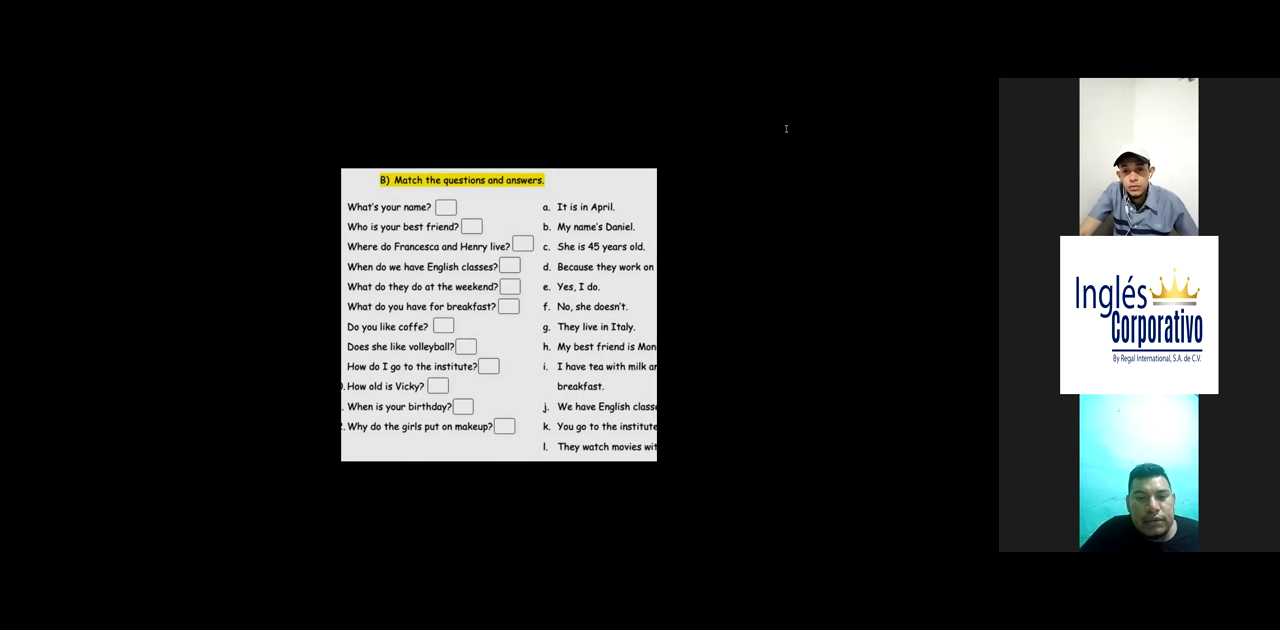 B) Match the questions and answers.
What's your name?
Who is your best friend?
Where do Francesca and Henry live?
When do we have English classes?
What do they do at the weekend?
What do you have for breakfast?
Do you like coffe?
Does she like volleyball?
How do I go to the institute?
How old is Vicky?
When is your birthday?
Why do the girls put on makeup?
a. It is in April.
b. My name's Daniel.
c. She is 45 years old.
d. Because they work on
e. Yes, I do.
f. No, she doesn't.
g. They live in Italy.
h. My best friend is
i. I have tea with milk
breakfast.
j. We have English
k. You go to the institute
l. They watch movies
Inglés
Corporativo
By Regal International, S.A. de C.V.